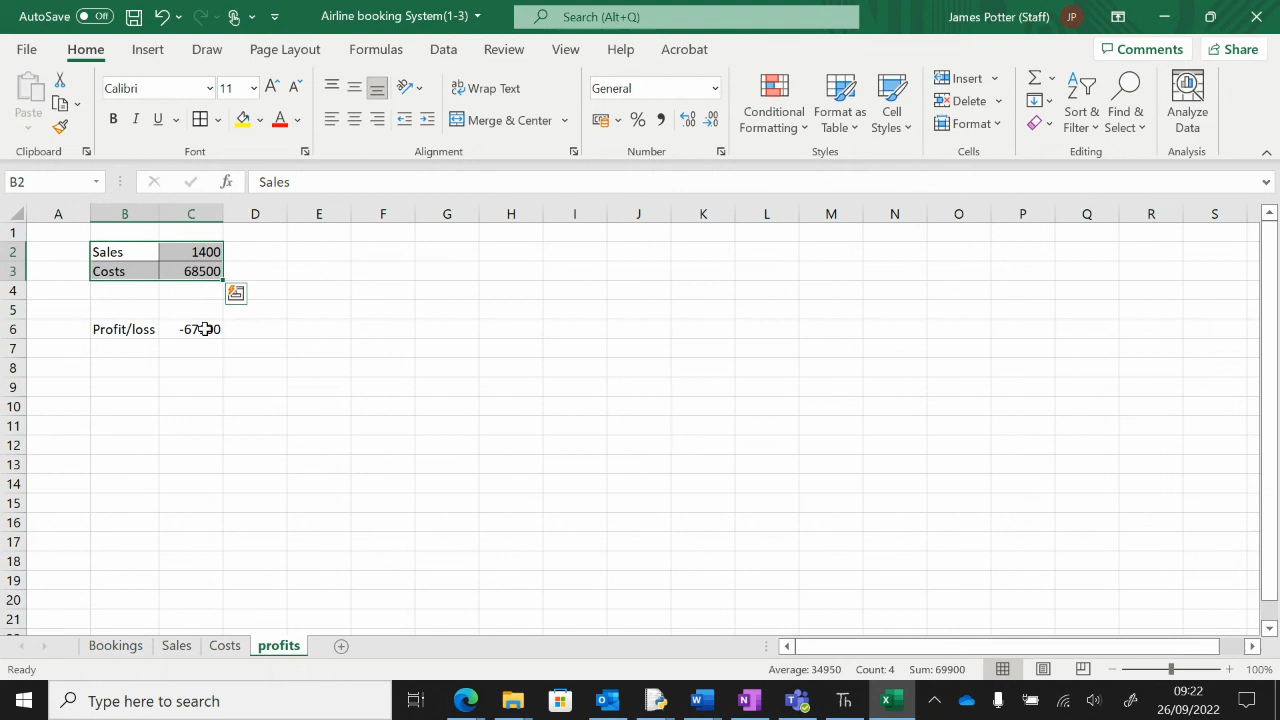 AutoSave Off Airline booking System(1-3) Search (Alt+Q) James Potter (Staff) JP
File Home Insert Draw Page Layout Formulas Data Review View Help Acrobat Comments Share
Paste Calibri 11 Wrap Text General Conditional Formatting Format as Table Cell Styles Insert Sort & Filter Find & Select Analyze Data
B I U Merge & Center Delete
Format
Clipboard Font Alignment Number Styles Cells Editing Analysis
B2 fx Sales
A B C D E F G H I J K L M N O P Q R S
1
2 Sales 1400
3 Costs 68500
4
5
6 Profit/loss
7
8
9
10
11
12
13
14
15
16
17
18
19
20
21
Bookings Sales Costs profits
Ready Average: 34950 Count: 4 Sum: 69900 100%
Type here to search 09:22
26/09/2022